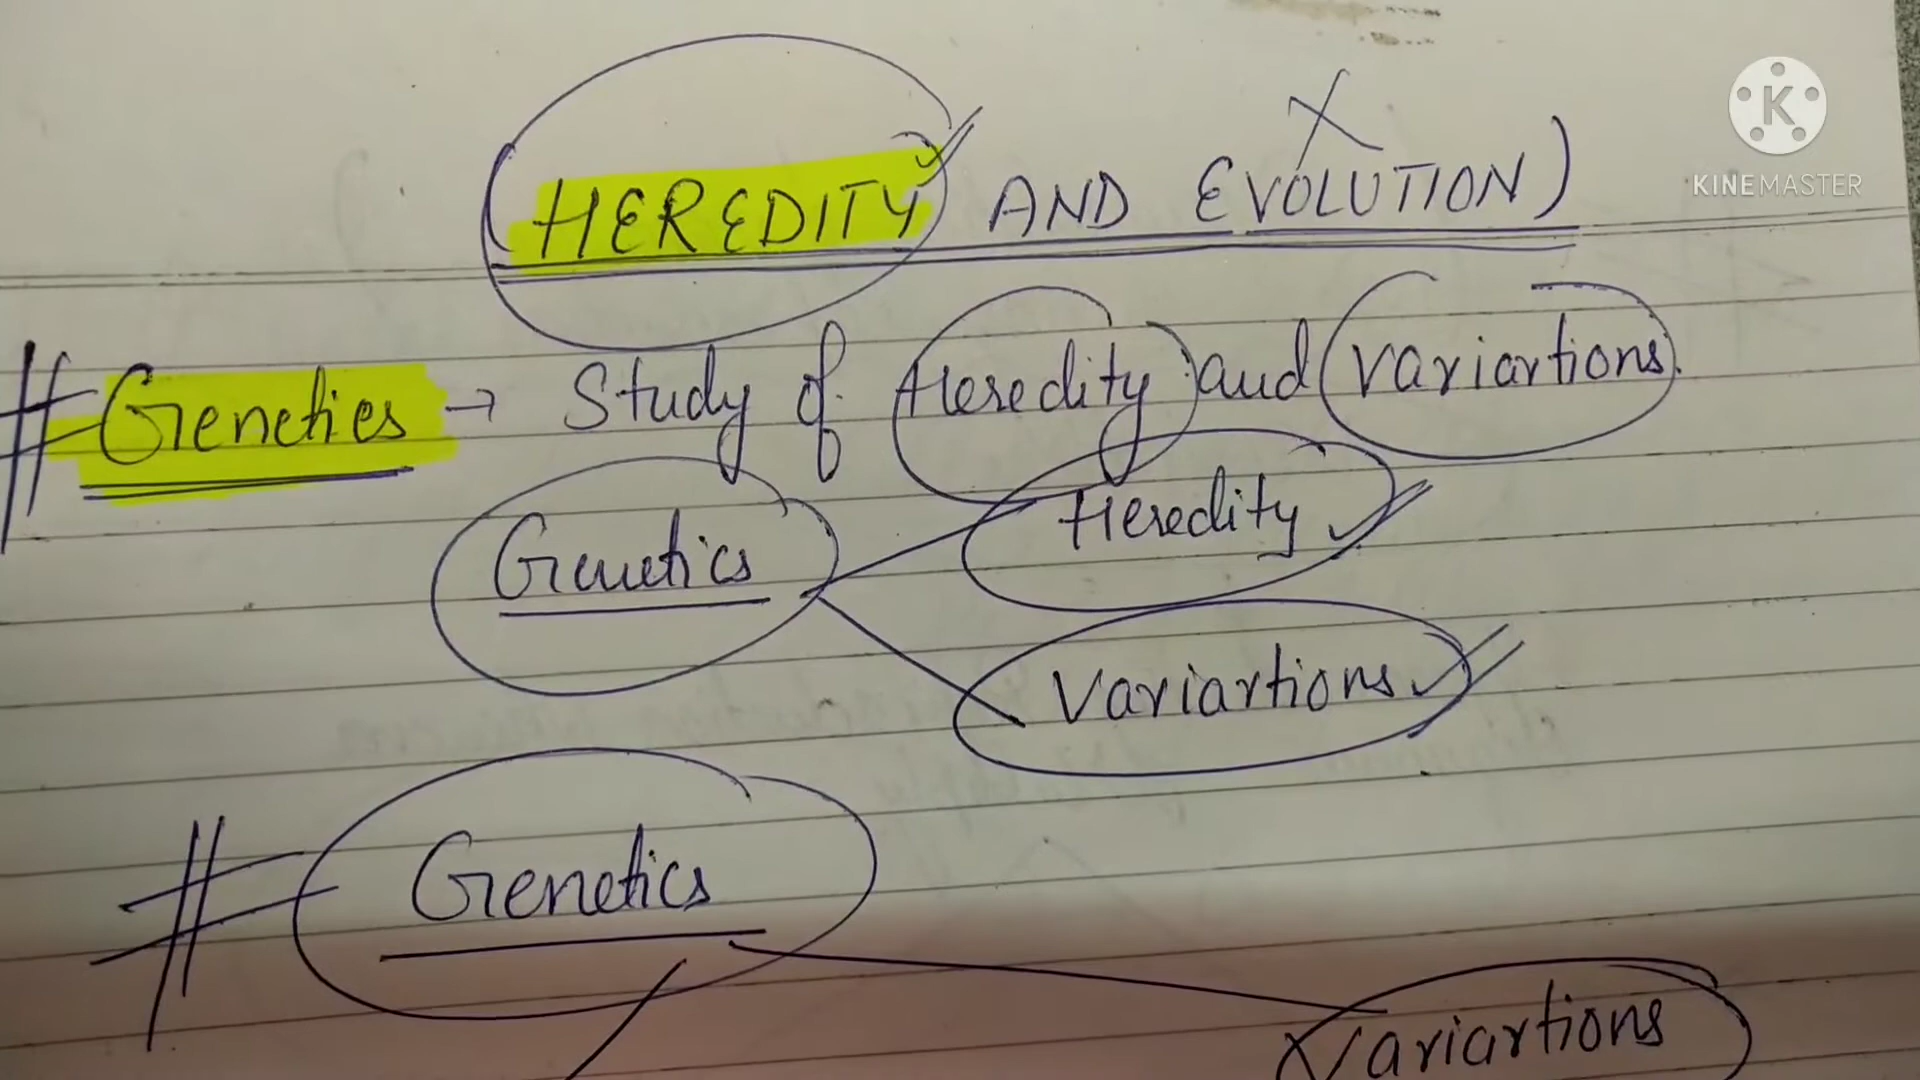 (HEREDITY AND EVOLUTION)
K
KINEMASTER
# Genetics → Study of Heredity and Variartions.
Genetics
Heredity
Variartions
# Genetics
Variartions